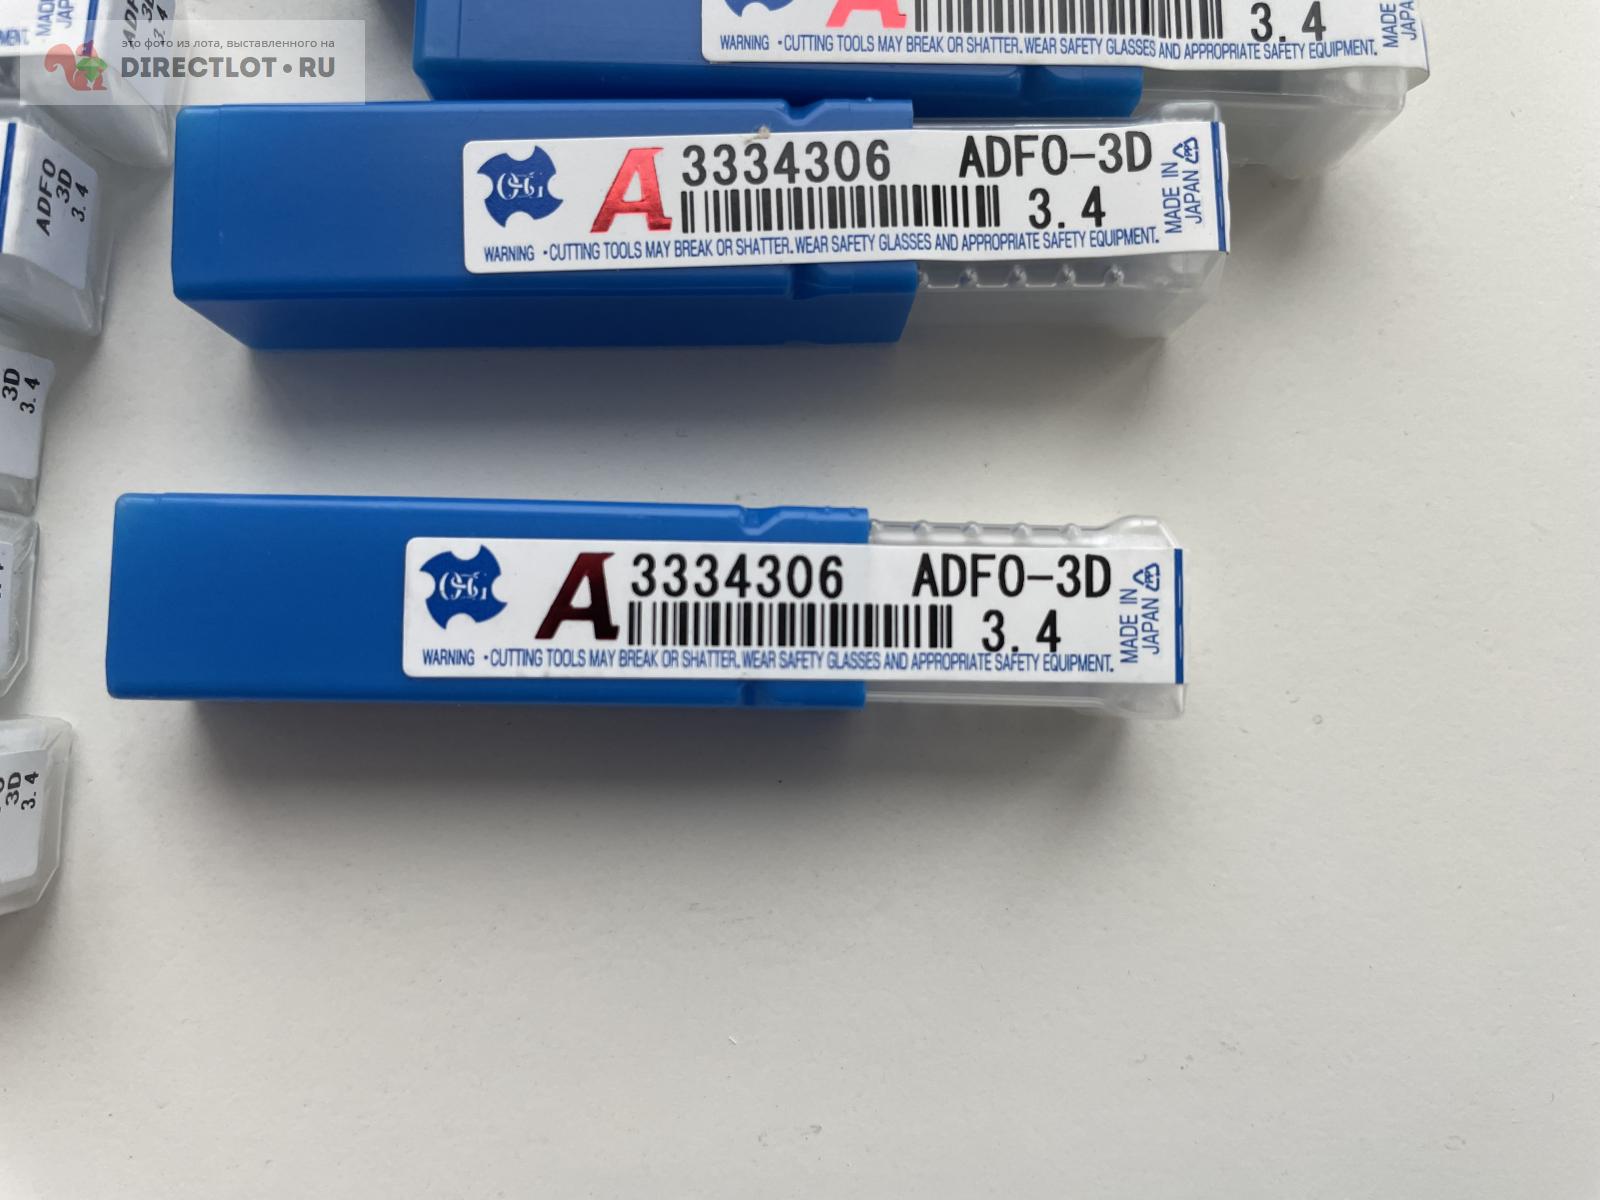 это фото из лота, выставленного на
DIRECTLOT•RU
3.4
MADE IN
JAPAN
WARNING •CUTTING TOOLS MAY BREAK OR SHATTER. WEAR SAFETY GLASSES AND APPROPRIATE SAFETY EQUIPMENT.
OSG A 3334306 ADFO-3D
3.4
MADE IN
JAPAN
WARNING •CUTTING TOOLS MAY BREAK OR SHATTER. WEAR SAFETY GLASSES AND APPROPRIATE SAFETY EQUIPMENT.
OSG A 3334306 ADFO-3D
3.4
MADE IN
JAPAN
WARNING •CUTTING TOOLS MAY BREAK OR SHATTER. WEAR SAFETY GLASSES AND APPROPRIATE SAFETY EQUIPMENT.
ADFO
3D
3.4
3D
3.4
3D
3.4